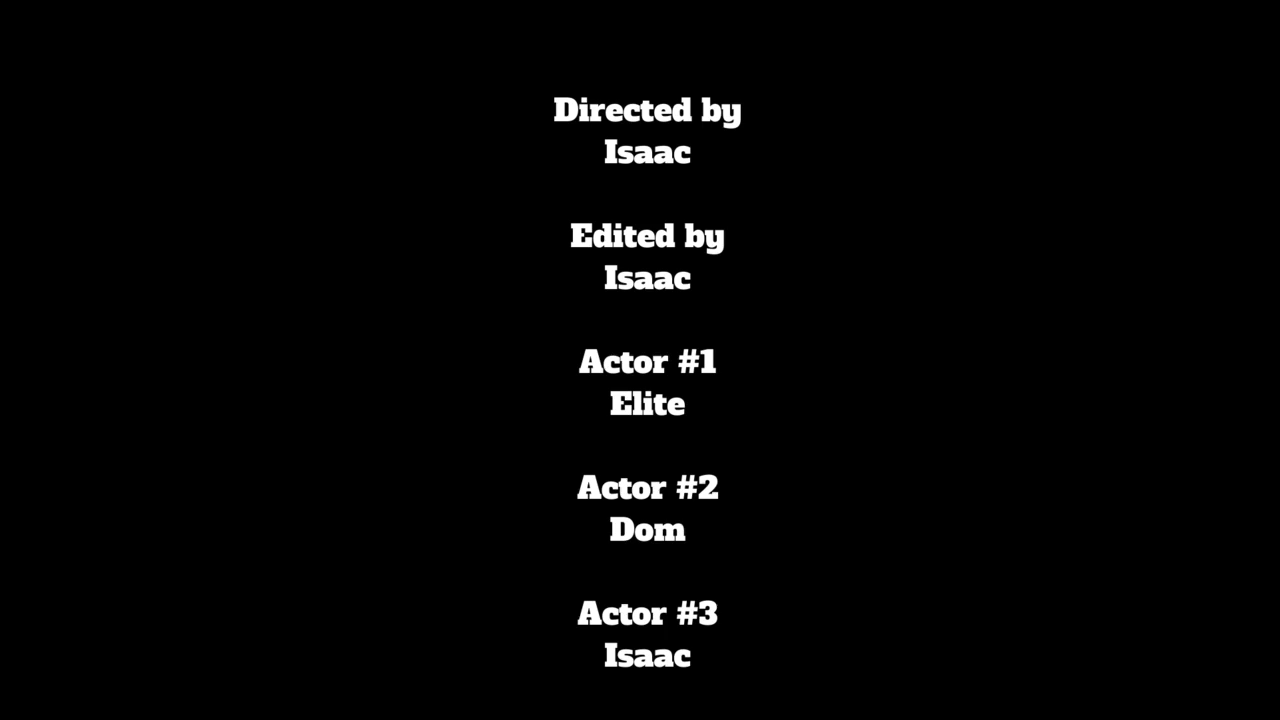 Directed by
Isaac
Edited by
Isaac
Actor #1
Elite
Actor #2
Dom
Actor #3
Isaac